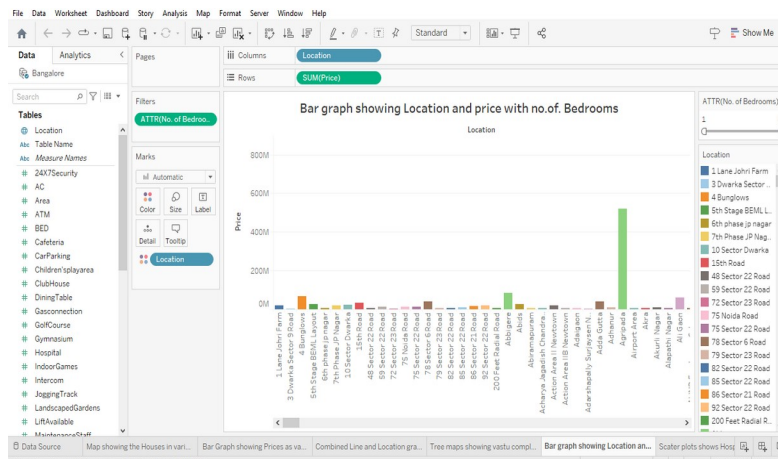 File Data Worksheet Dashboard Story Analysis Map Format Server Window Help
Standard
Show Me
Data Analytics
Bangalore
Search
Tables
Location
Abc Table Name
Abc Measure Names
# 24X7Security
# AC
# Area
# ATM
# BED
# Cafeteria
# CarParking
# Children'splayarea
# ClubHouse
# DiningTable
# Gasconnection
# GolfCourse
# Gymnasium
# Hospital
# IndoorGames
# Intercom
# JoggingTrack
# LandscapedGardens
# LiftAvailable
# MaintenanceStaff
Pages
Filters
ATTR(No. of Bedroo..
Marks
Automatic
Color Size Label
Detail Tooltip
Location
Columns Location
Rows SUM(Price)
Bar graph showing Location and price with no.of. Bedrooms
Location
Price
800M
600M
400M
200M
0M
1 Lane Johri Farm
3 Dwarka Sector 9 Road
4 Bunglows
5th Stage BEML Layout
6th phase jp nagar
7th Phase JP Nagar
10 Sector Dwarka
15th Road
48 Sector 22 Road
59 Sector 22 Road
72 Sector 23 Road
75 Noida Road
75 Sector 22 Road
78 Sector 6 Road
79 Sector 23 Road
82 Sector 22 Road
85 Sector 22 Road
86 Sector 21 Road
92 Sector 22 Road
200 Feet Radial Road
Abbigere
Abids
Abiramapuram
Acharya Jagadish Chandra..
Action Area II Newtown
Action Area IIB Newtown
Adaigaon
Adarshapally Suryasen N..
Adda Gutta
Adhanur
Agripada
Airport Area
Akra
Akurli Nagar
Alapathi Nagar
Ali Gaon
ATTR(No. of Bedrooms)
1
Location
1 Lane Johri Farm
3 Dwarka Sector ..
4 Bunglows
5th Stage BEML L..
6th phase jp nagar
7th Phase JP Nag..
10 Sector Dwarka
15th Road
48 Sector 22 Road
59 Sector 22 Road
72 Sector 23 Road
75 Noida Road
75 Sector 22 Road
78 Sector 6 Road
79 Sector 23 Road
82 Sector 22 Road
85 Sector 22 Road
86 Sector 21 Road
92 Sector 22 Road
200 Feet Radial R..
Data Source Map showing the Houses in vari... Bar Graph showing Prices as va... Combined Line and Location gra... Tree maps showing vastu compl... Bar graph showing Location an... Scater plots shows Hosp